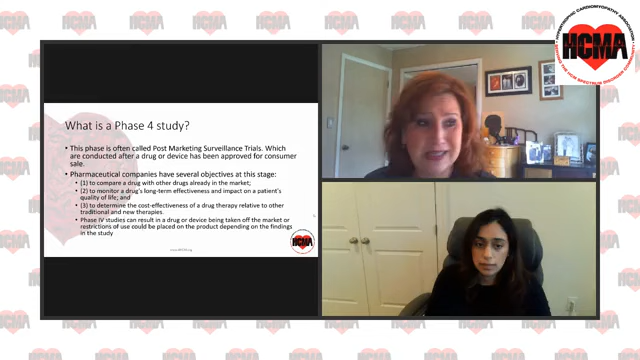 HYPERTROPHIC CARDIOMYOPATHY ASSOCIATION
HCMA
What is a Phase 4 study?
• This phase is often called Post Marketing Surveillance Trials. Which
are conducted after a drug or device has been approved for consumer
sale.
• Pharmaceutical companies have several objectives at this stage:
• (1) to compare a drug with other drugs already in the market;
• (2) to monitor a drug's long-term effectiveness and impact on a patient's
quality of life; and
• (3) to determine the cost-effectiveness of a drug therapy relative to other
traditional and new therapies.
• Phase IV studies can result in a drug or device being taken off the market or
restrictions of use could be placed on the product depending on the findings
in the study
HCMA